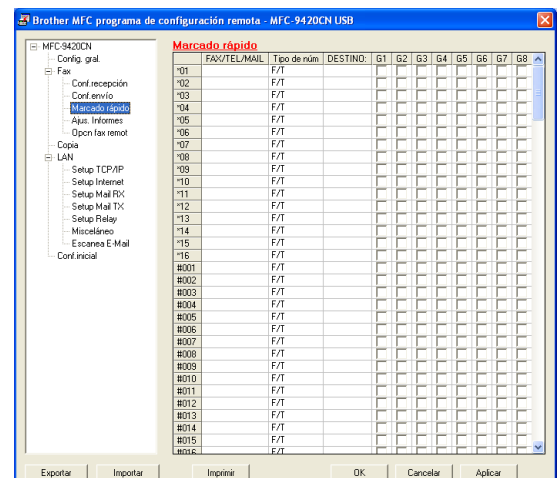 Brother MFC programa de configuración remota - MFC-9420CN USB
MFC-9420CN
Config. gral.
Fax
Conf.recepción
Conf.envío
Marcado rápido
Ajus. Informes
Opcn fax remot
Copia
LAN
Setup TCP/IP
Setup Internet
Setup Mail RX
Setup Mail TX
Setup Relay
Misceláneo
Escanea E-Mail
Conf.inicial
Marcado rápido
FAX/TEL/MAIL Tipo de núm DESTINO: G1 G2 G3 G4 G5 G6 G7 G8
*01 F/T
*02 F/T
*03 F/T
*04 F/T
*05 F/T
*06 F/T
*07 F/T
*08 F/T
*09 F/T
*10 F/T
*11 F/T
*12 F/T
*13 F/T
*14 F/T
*15 F/T
*16 F/T
#001 F/T
#002 F/T
#003 F/T
#004 F/T
#005 F/T
#006 F/T
#007 F/T
#008 F/T
#009 F/T
#010 F/T
#011 F/T
#012 F/T
#013 F/T
#014 F/T
#015 F/T
#016 F/T
Exportar Importar Imprimir OK Cancelar Aplicar